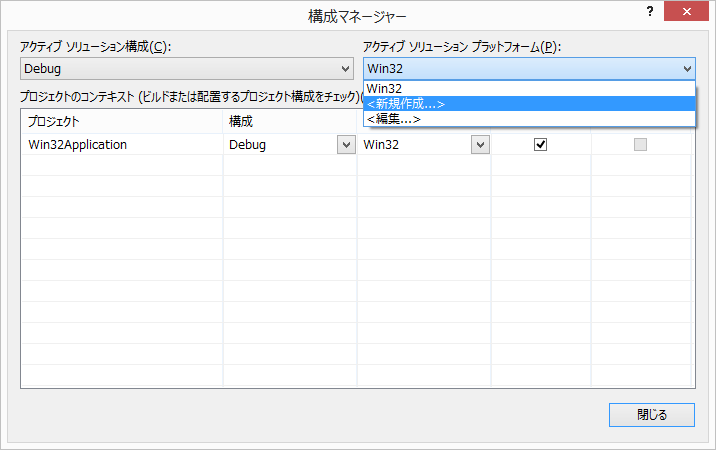 構成マネージャー
?
アクティブ ソリューション構成(C):
アクティブ ソリューション プラットフォーム(P):
Debug
Win32
Win32
<新規作成...>
<編集...>
プロジェクトのコンテキスト (ビルドまたは配置するプロジェクト構成をチェック)(
プロジェクト
構成
Win32Application
Debug
Win32
閉じる